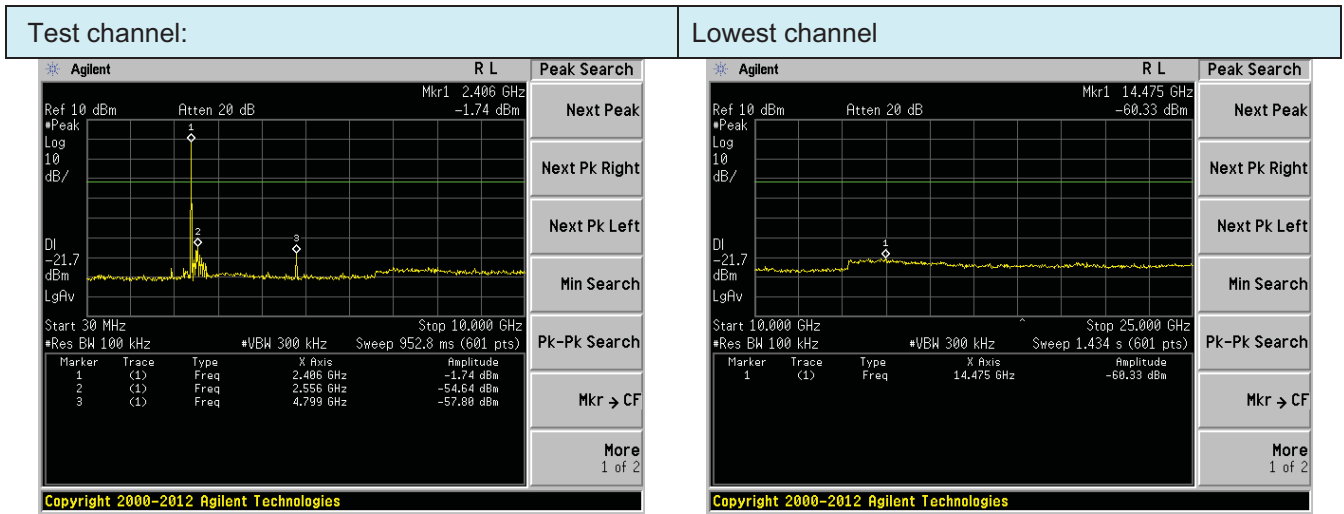 Test channel:
Lowest channel
Agilent R L Peak Search
Mkr1 2.406 GHz
Ref 10 dBm Atten 20 dB -1.74 dBm
#Peak
Log
10
dB/
1
2
3
DI
-21.7
dBm
LgAv
Start 30 MHz Stop 10.000 GHz
#Res BW 100 kHz #VBW 300 kHz Sweep 952.8 ms (601 pts)
Marker Trace Type X Axis Amplitude
1 (1) Freq 2.406 GHz -1.74 dBm
2 (1) Freq 2.556 GHz -54.64 dBm
3 (1) Freq 4.799 GHz -57.80 dBm
Next Peak
Next Pk Right
Next Pk Left
Min Search
Pk-Pk Search
Mkr → CF
More
1 of 2
Copyright 2000-2012 Agilent Technologies
Agilent R L Peak Search
Mkr1 14.475 GHz
Ref 10 dBm Atten 20 dB -60.33 dBm
#Peak
Log
10
dB/
1
DI
-21.7
dBm
LgAv
Start 10.000 GHz ^ Stop 25.000 GHz
#Res BW 100 kHz #VBW 300 kHz Sweep 1.434 s (601 pts)
Marker Trace Type X Axis Amplitude
1 (1) Freq 14.475 GHz -60.33 dBm
Next Peak
Next Pk Right
Next Pk Left
Min Search
Pk-Pk Search
Mkr → CF
More
1 of 2
Copyright 2000-2012 Agilent Technologies